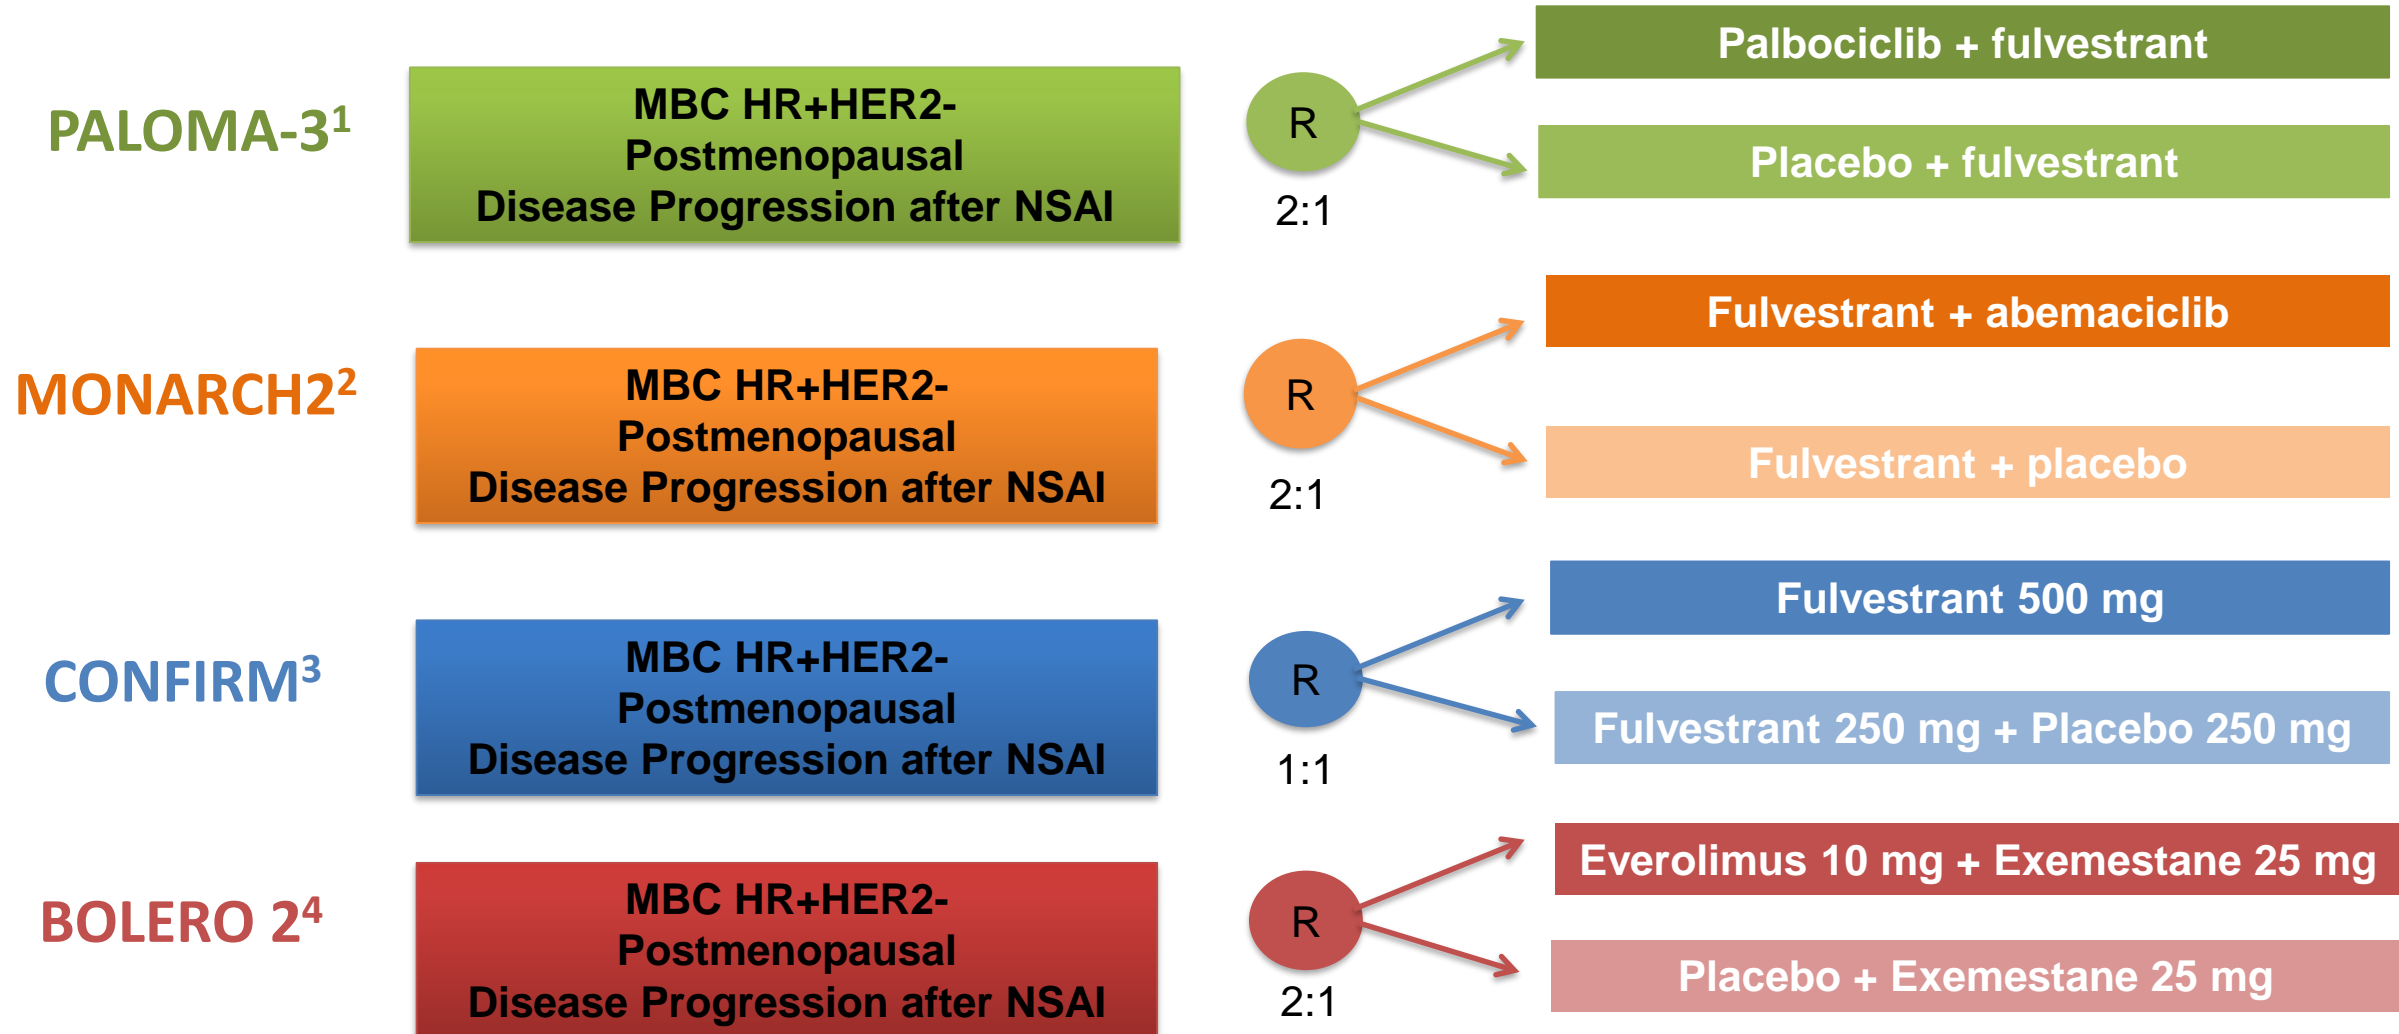 PALOMA-3¹
MBC HR+HER2-
Postmenopausal
Disease Progression after NSAI
R
2:1
Palbociclib + fulvestrant
Placebo + fulvestrant
MONARCH2²
MBC HR+HER2-
Postmenopausal
Disease Progression after NSAI
R
2:1
Fulvestrant + abemaciclib
Fulvestrant + placebo
CONFIRM³
MBC HR+HER2-
Postmenopausal
Disease Progression after NSAI
R
1:1
Fulvestrant 500 mg
Fulvestrant 250 mg + Placebo 250 mg
BOLERO 2⁴
MBC HR+HER2-
Postmenopausal
Disease Progression after NSAI
R
2:1
Everolimus 10 mg + Exemestane 25 mg
Placebo + Exemestane 25 mg